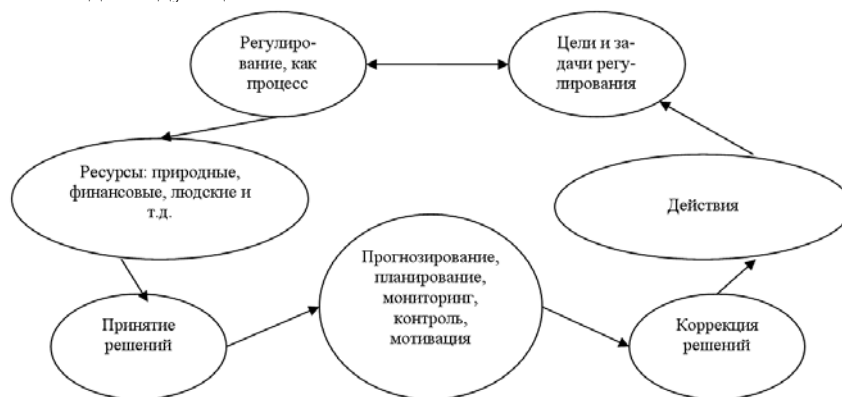 Регулиро-
вание, как
процесс
Цели и за-
дачи регу-
лирования
Ресурсы: природные,
финансовые, людские и
т.д.
Действия
Прогнозирование,
планирование,
мониторинг,
контроль,
мотивация
Принятие
решений
Коррекция
решений